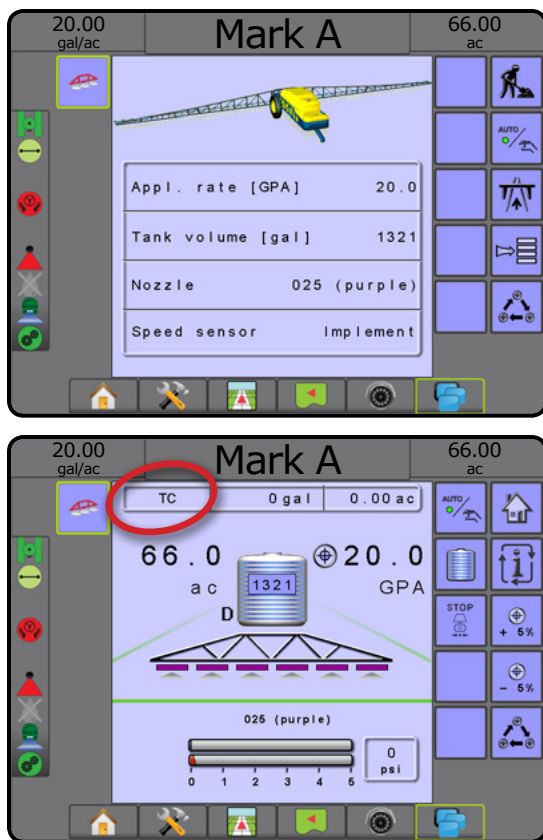 20.00
gal/ac
Mark A
66.00
ac
AUTO
Appl. rate [GPA] 20.0
Tank volume [gal] 1321
Nozzle 025 (purple)
Speed sensor Implement
20.00
gal/ac
Mark A
66.00
ac
TC 0 gal 0.00 ac
AUTO
66.0
ac
1321
20.0
GPA
D
STOP
+ 5%
- 5%
025 (purple)
0
psi
0 1 2 3 4 5